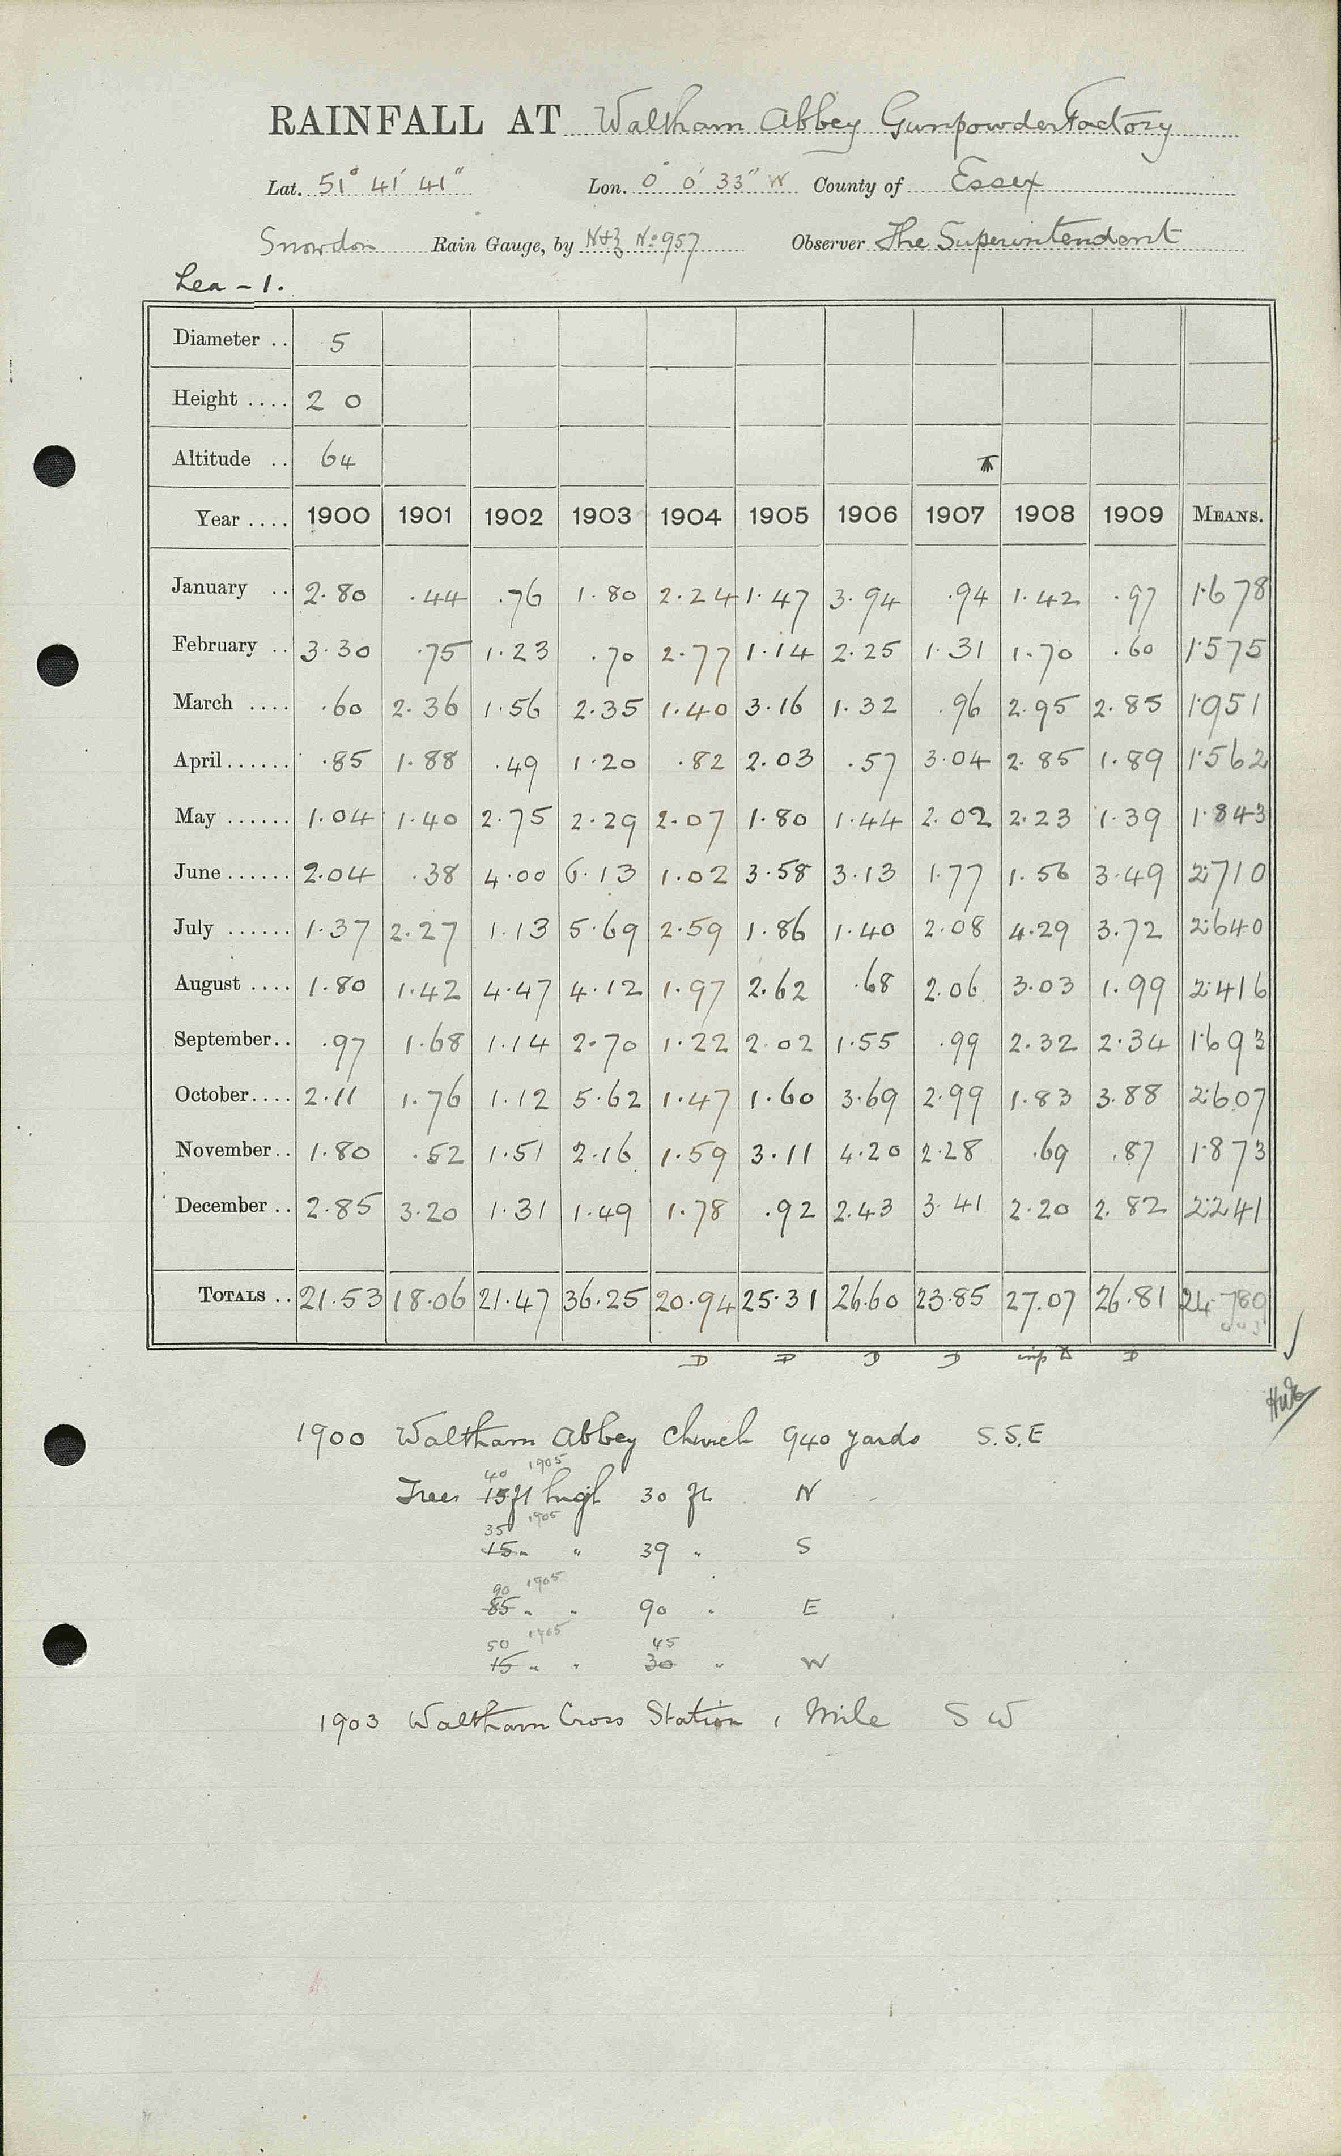 RAINFALL AT Waltham Abbey Gunpowder Factory
Lat. 51° 41' 41" Lon. 0° 0' 33" W County of Essex
Snowdon Rain Gauge, by N&Z No 957 Observer The Superintendent
Lea - 1.
Diameter .. 5
Height .... 2 0
Altitude .. 64
Year .... 1900 1901 1902 1903 1904 1905 1906 1907 1908 1909 MEANS.
January .. 2.80 .44 .76 1.80 2.24 1.47 3.94 .94 1.42 .97 1.678
February .. 3.30 .75 1.23 .70 2.77 1.14 2.25 1.31 1.70 .60 1.575
March .... .60 2.36 1.56 2.35 1.40 3.16 1.32 .96 2.95 2.85 1.951
April...... .85 1.88 .49 1.20 .82 2.03 .57 3.04 2.85 1.89 1.562
May ...... 1.04 1.40 2.75 2.29 2.07 1.80 1.44 2.02 2.23 1.39 1.843
June...... 2.04 .38 4.00 6.13 1.02 3.58 3.13 1.77 1.56 3.49 2.710
July ...... 1.37 2.27 1.13 5.69 2.59 1.86 1.40 2.08 4.29 3.72 2.640
August .... 1.80 1.42 4.47 4.12 1.97 2.62 .68 2.06 3.03 1.99 2.416
September.. .97 1.68 1.14 2.70 1.22 2.02 1.55 .99 2.32 2.34 1.693
October.... 2.11 1.76 1.12 5.62 1.47 1.60 3.69 2.99 1.83 3.88 2.607
November.. 1.80 .52 1.51 2.16 1.59 3.11 4.20 2.28 .69 .87 1.873
December .. 2.85 3.20 1.31 1.49 1.78 .92 2.43 3.41 2.20 2.82 2.241
TOTALS .. 21.53 18.06 21.47 36.25 20.94 25.31 26.60 23.85 27.07 26.81 24.780
D D D D D D
1900 Waltham Abbey Church 940 yards S.S.E
40 1905
Trees 15 ft high 30 ft N
35 1905
15 " " 39 " S
90 1905
85 " " 90 " E
50 1905 45
15 " " 30 " W
1903 Waltham Cross Station 1 Mile S W